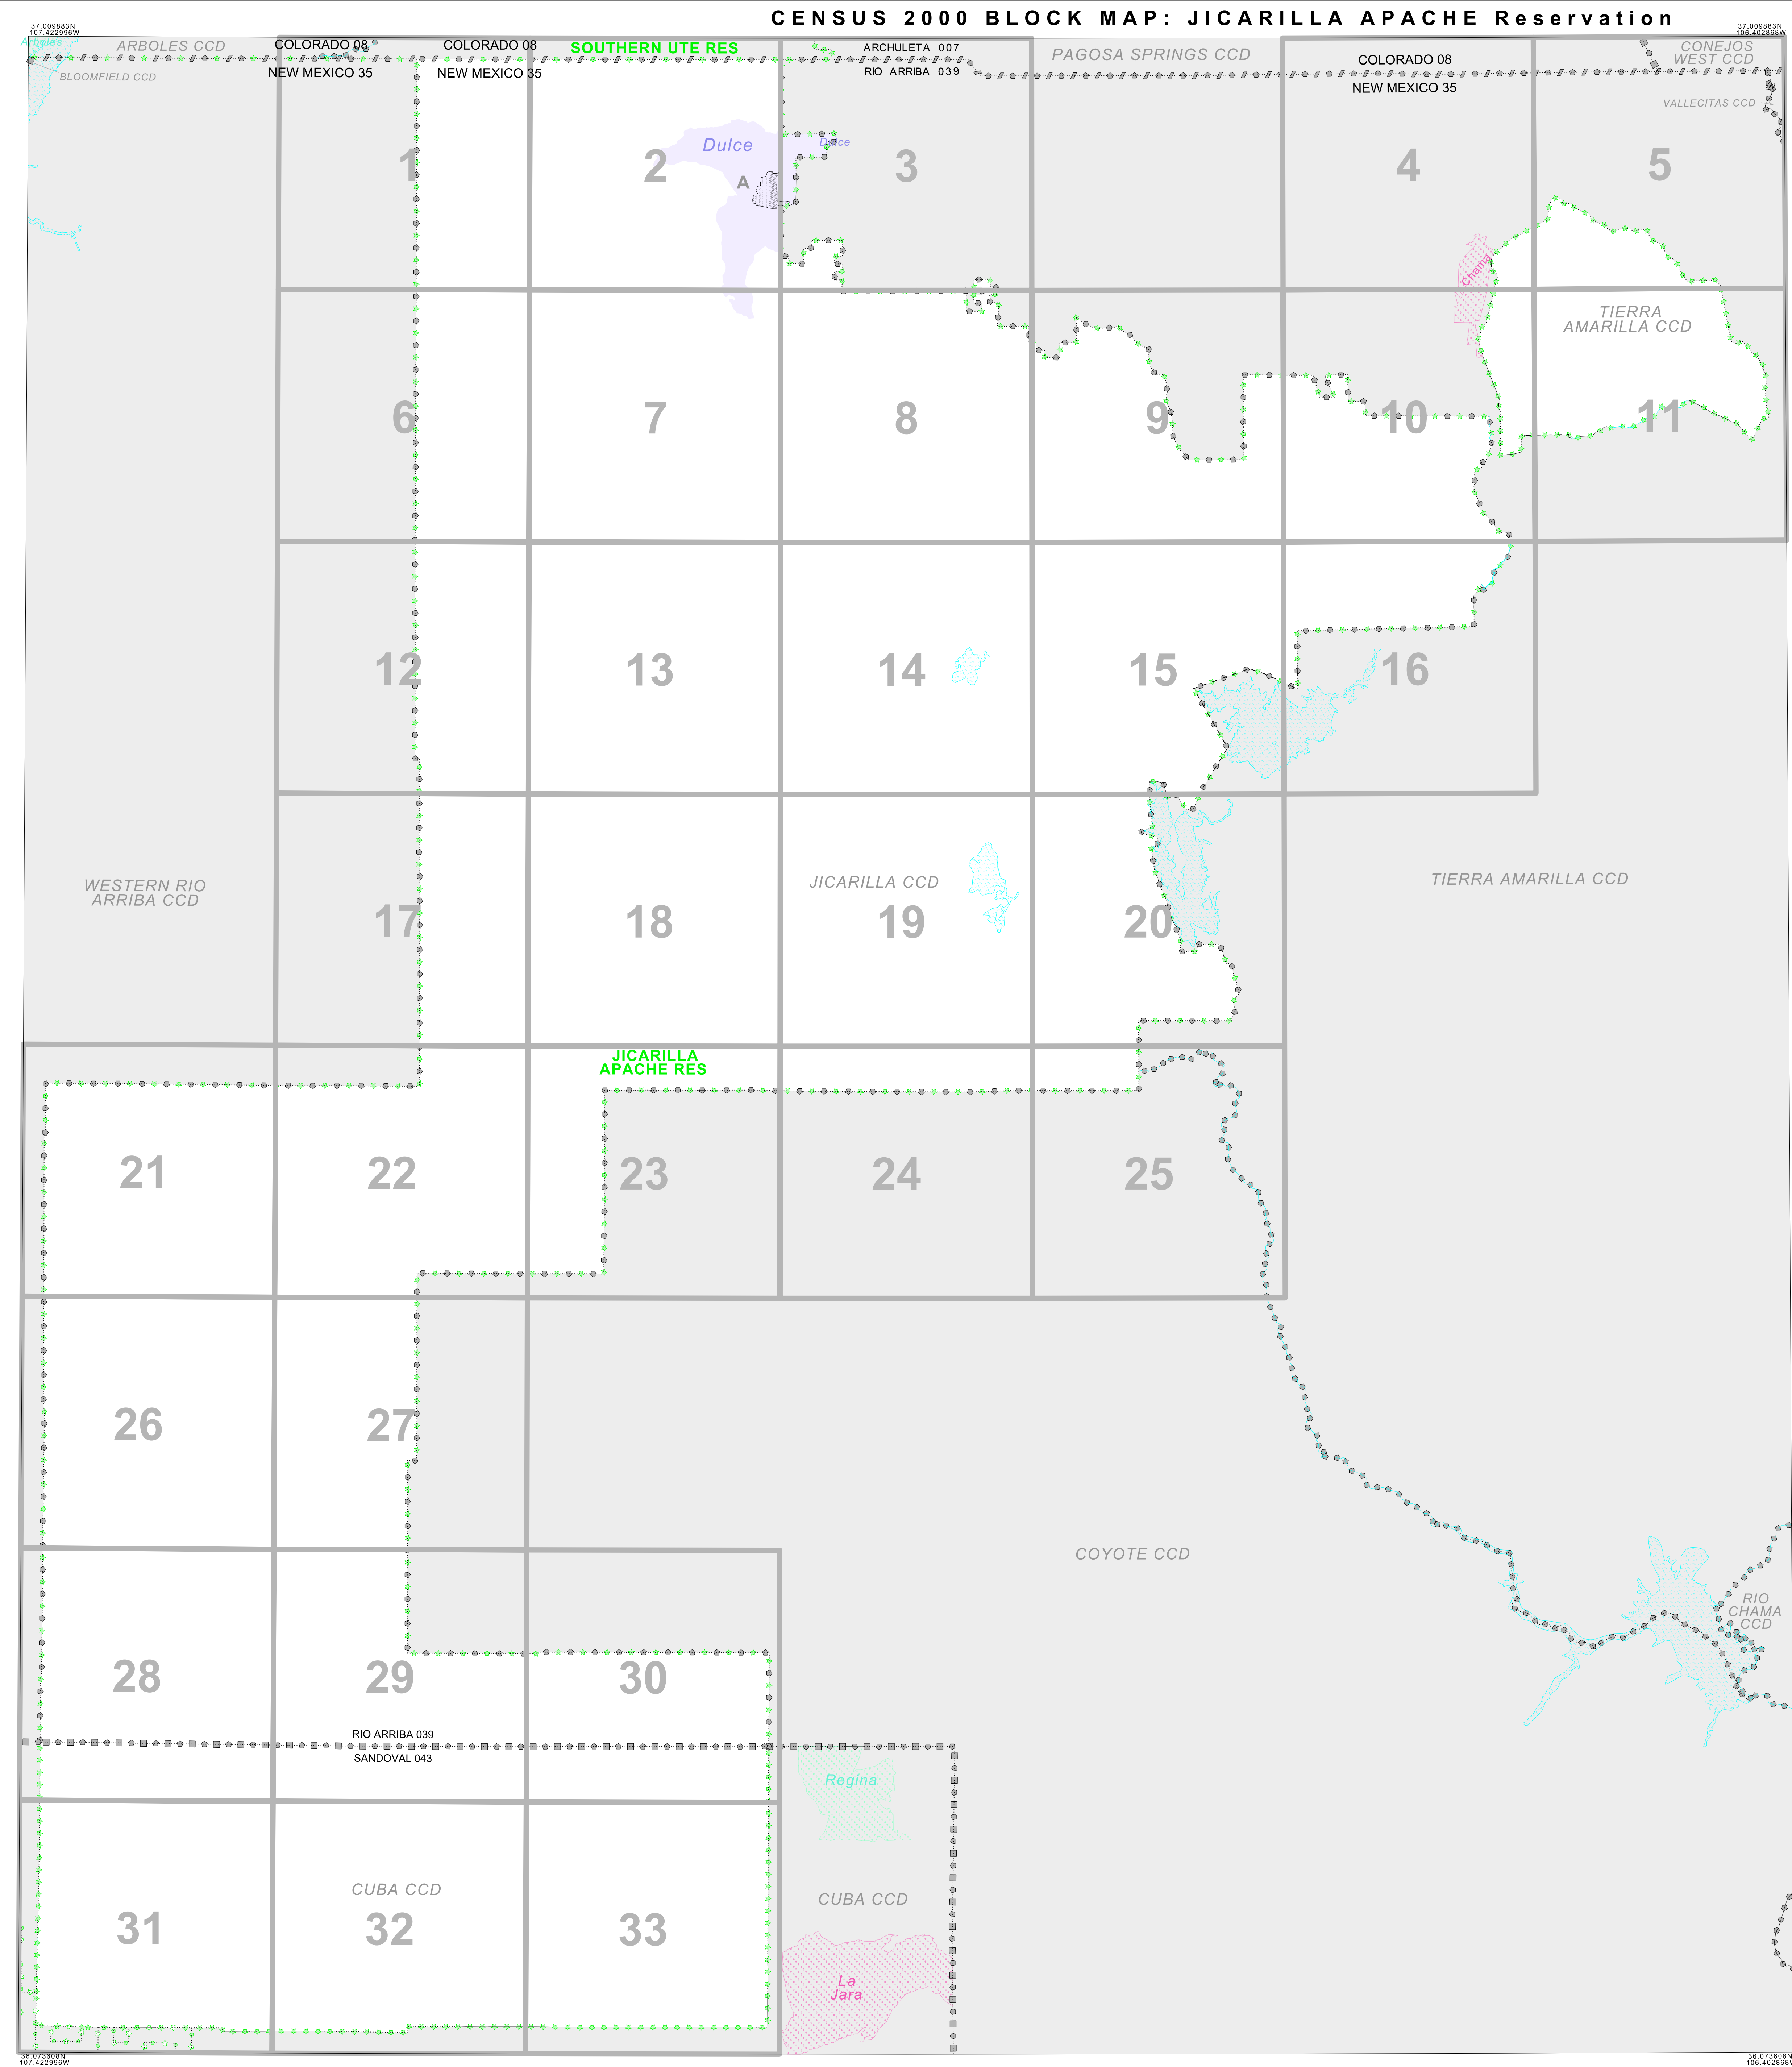 CENSUS 2000 BLOCK MAP: JICARILLA APACHE Reservation
37.009883N
107.422996W
37.009883N
106.402868W
Arboles
ARBOLES CCD
COLORADO 08
COLORADO 08
SOUTHERN UTE RES
ARCHULETA 007
PAGOSA SPRINGS CCD
COLORADO 08
CONEJOS
WEST CCD
BLOOMFIELD CCD
NEW MEXICO 35
NEW MEXICO 35
RIO ARRIBA 039
NEW MEXICO 35
VALLECITAS CCD
Dulce
Dulce
A
1
2
3
4
5
Chama
TIERRA
AMARILLA CCD
6
7
8
9
10
11
12
13
14
15
16
WESTERN RIO
ARRIBA CCD
JICARILLA CCD
TIERRA AMARILLA CCD
17
18
19
20
JICARILLA
APACHE RES
21
22
23
24
25
26
27
COYOTE CCD
RIO
CHAMA
CCD
28
29
30
RIO ARRIBA 039
SANDOVAL 043
Regina
CUBA CCD
CUBA CCD
31
32
33
La
Jara
36.073608N
107.422996W
36.073608N
106.402868